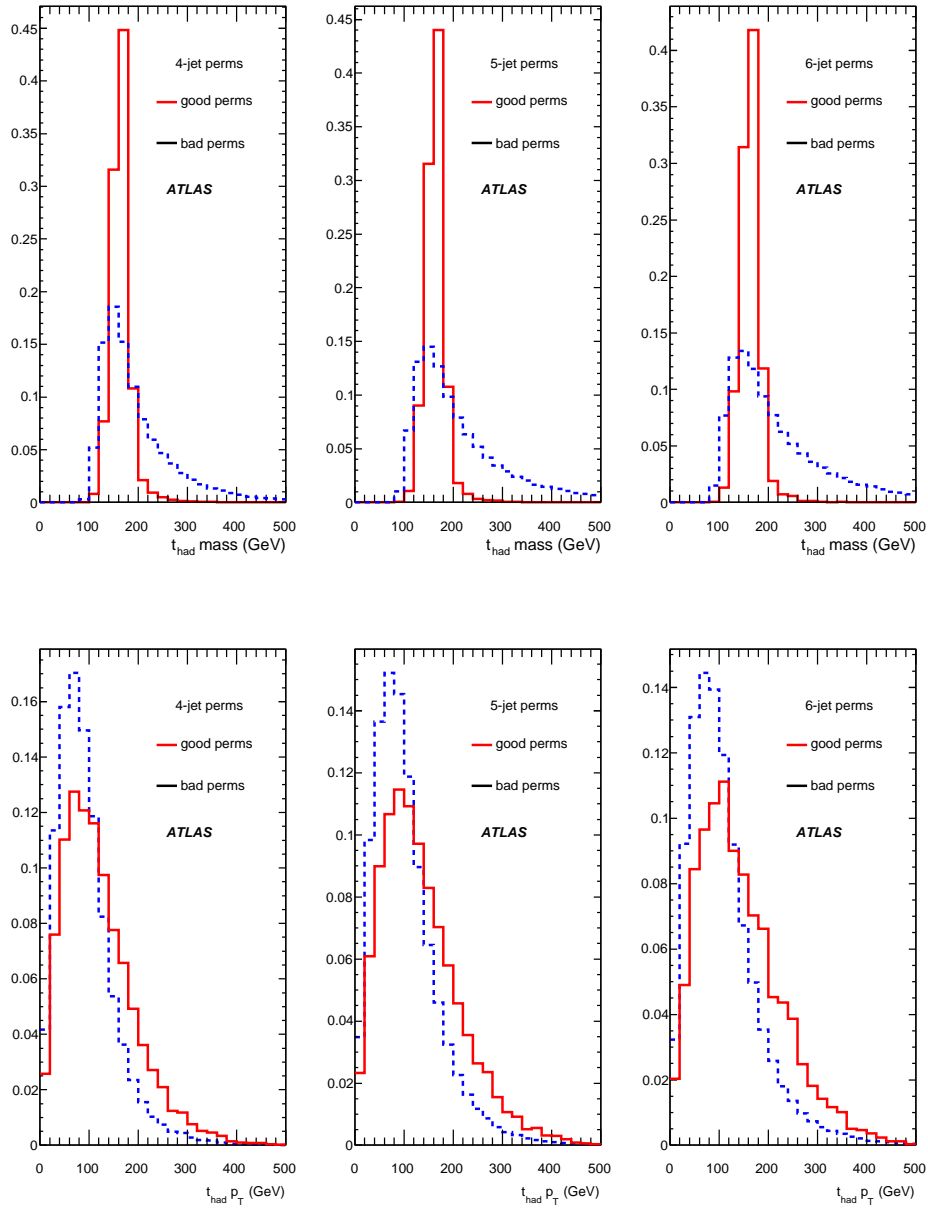 4-jet perms
good perms
bad perms
ATLAS
0.45
0.4
0.35
0.3
0.25
0.2
0.15
0.1
0.05
0
0 100 200 300 400 500
t_had mass (GeV)
5-jet perms
good perms
bad perms
ATLAS
0.45
0.4
0.35
0.3
0.25
0.2
0.15
0.1
0.05
0
0 100 200 300 400 500
t_had mass (GeV)
6-jet perms
good perms
bad perms
ATLAS
0.4
0.35
0.3
0.25
0.2
0.15
0.1
0.05
0
0 100 200 300 400 500
t_had mass (GeV)
4-jet perms
good perms
bad perms
ATLAS
0.16
0.14
0.12
0.1
0.08
0.06
0.04
0.02
0
0 100 200 300 400 500
t_had p_T (GeV)
5-jet perms
good perms
bad perms
ATLAS
0.14
0.12
0.1
0.08
0.06
0.04
0.02
0
0 100 200 300 400 500
t_had p_T (GeV)
6-jet perms
good perms
bad perms
ATLAS
0.14
0.12
0.1
0.08
0.06
0.04
0.02
0
0 100 200 300 400 500
t_had p_T (GeV)